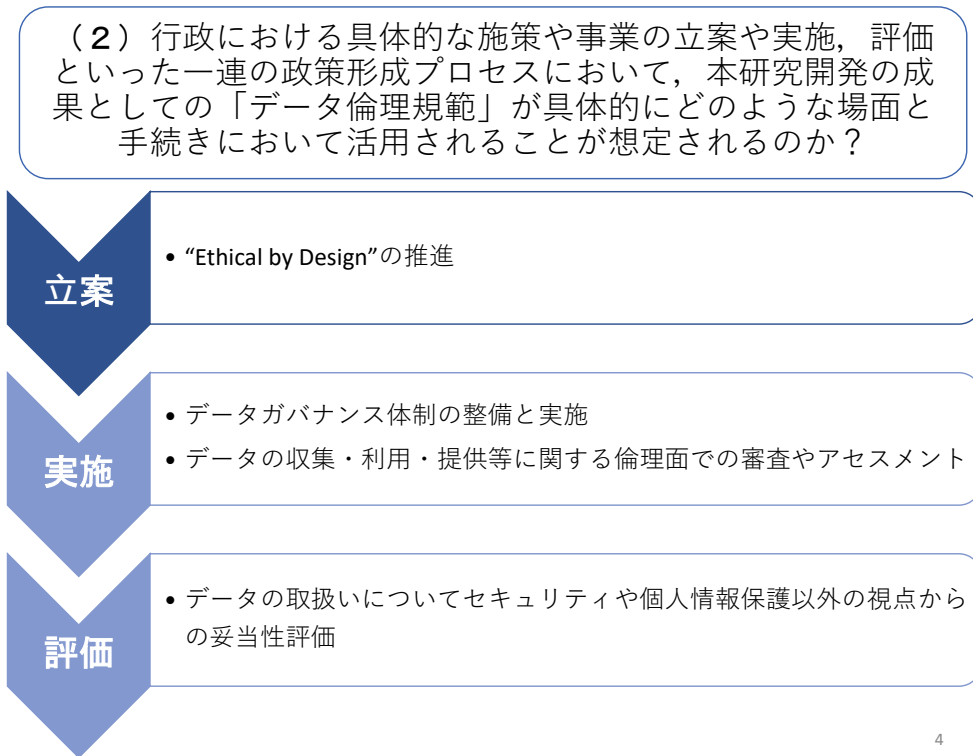 （２）行政における具体的な施策や事業の立案や実施，評価
といった一連の政策形成プロセスにおいて，本研究開発の成
果としての「データ倫理規範」が具体的にどのような場面と
手続きにおいて活用されることが想定されるのか？
立案
• “Ethical by Design”の推進
実施
• データガバナンス体制の整備と実施
• データの収集・利用・提供等に関する倫理面での審査やアセスメント
評価
• データの取扱いについてセキュリティや個人情報保護以外の視点から
の妥当性評価
4